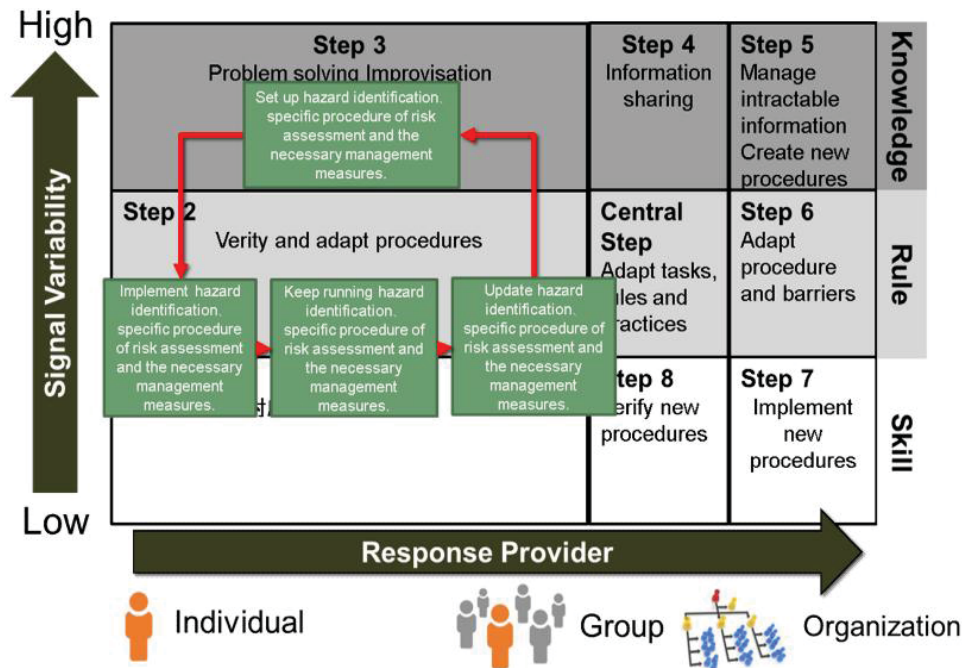 High
Step 3
Problem solving Improvisation
Set up hazard identification.
specific procedure of risk
assessment and the
necessary management
measures.
Step 4
Information
sharing
Step 5
Manage
intractable
information
Create new
procedures
Knowledge
Signal Variability
Step 2
Verity and adapt procedures
Implement hazard
identification.
specific procedure
of risk assessment
and the necessary
management
measures.
Keep running hazard
identification.
specific procedure of
risk assessment and
the necessary
management
measures.
Update hazard
identification.
specific procedure of
risk assessment and
the necessary
management
measures.
Central
Step
Adapt tasks,
rules and
practices
Step 6
Adapt
procedure
and barriers
Rule
Step 8
Verify new
procedures
Step 7
Implement
new
procedures
Skill
Low
Response Provider
Individual
Group
Organization